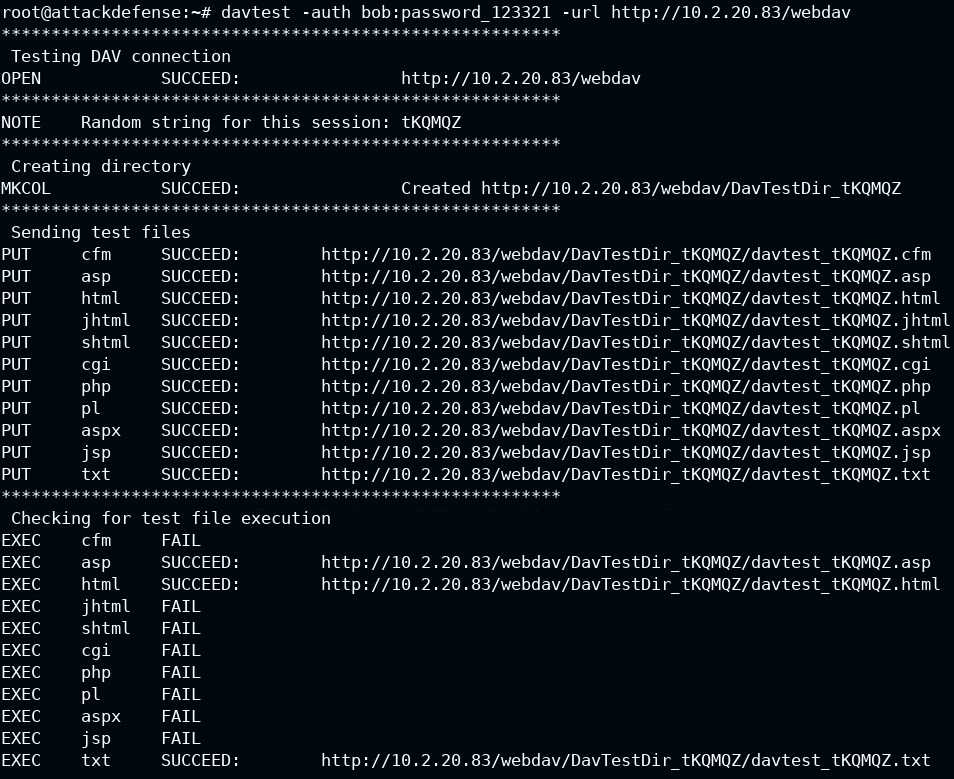 root@attackdefense:~# davtest -auth bob:password_123321 -url http://10.2.20.83/webdav
********************************************************
 Testing DAV connection
OPEN            SUCCEED:                http://10.2.20.83/webdav
********************************************************
NOTE    Random string for this session: tKQMQZ
********************************************************
 Creating directory
MKCOL           SUCCEED:                Created http://10.2.20.83/webdav/DavTestDir_tKQMQZ
********************************************************
 Sending test files
PUT     cfm     SUCCEED:        http://10.2.20.83/webdav/DavTestDir_tKQMQZ/davtest_tKQMQZ.cfm
PUT     asp     SUCCEED:        http://10.2.20.83/webdav/DavTestDir_tKQMQZ/davtest_tKQMQZ.asp
PUT     html    SUCCEED:        http://10.2.20.83/webdav/DavTestDir_tKQMQZ/davtest_tKQMQZ.html
PUT     jhtml   SUCCEED:        http://10.2.20.83/webdav/DavTestDir_tKQMQZ/davtest_tKQMQZ.jhtml
PUT     shtml   SUCCEED:        http://10.2.20.83/webdav/DavTestDir_tKQMQZ/davtest_tKQMQZ.shtml
PUT     cgi     SUCCEED:        http://10.2.20.83/webdav/DavTestDir_tKQMQZ/davtest_tKQMQZ.cgi
PUT     php     SUCCEED:        http://10.2.20.83/webdav/DavTestDir_tKQMQZ/davtest_tKQMQZ.php
PUT     pl      SUCCEED:        http://10.2.20.83/webdav/DavTestDir_tKQMQZ/davtest_tKQMQZ.pl
PUT     aspx    SUCCEED:        http://10.2.20.83/webdav/DavTestDir_tKQMQZ/davtest_tKQMQZ.aspx
PUT     jsp     SUCCEED:        http://10.2.20.83/webdav/DavTestDir_tKQMQZ/davtest_tKQMQZ.jsp
PUT     txt     SUCCEED:        http://10.2.20.83/webdav/DavTestDir_tKQMQZ/davtest_tKQMQZ.txt
********************************************************
 Checking for test file execution
EXEC    cfm     FAIL
EXEC    asp     SUCCEED:        http://10.2.20.83/webdav/DavTestDir_tKQMQZ/davtest_tKQMQZ.asp
EXEC    html    SUCCEED:        http://10.2.20.83/webdav/DavTestDir_tKQMQZ/davtest_tKQMQZ.html
EXEC    jhtml   FAIL
EXEC    shtml   FAIL
EXEC    cgi     FAIL
EXEC    php     FAIL
EXEC    pl      FAIL
EXEC    aspx    FAIL
EXEC    jsp     FAIL
EXEC    txt     SUCCEED:        http://10.2.20.83/webdav/DavTestDir_tKQMQZ/davtest_tKQMQZ.txt